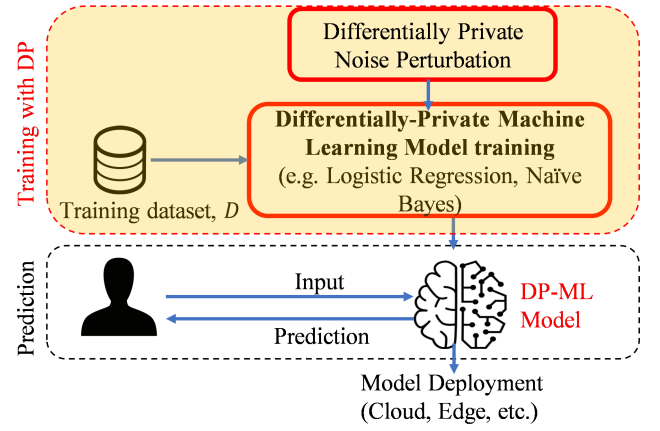 Training with DP
Differentially Private
Noise Perturbation
Differentially-Private Machine
Learning Model training
(e.g. Logistic Regression, Naïve
Bayes)
Training dataset, D
Prediction
Input
Prediction
DP-ML
Model
Model Deployment
(Cloud, Edge, etc.)